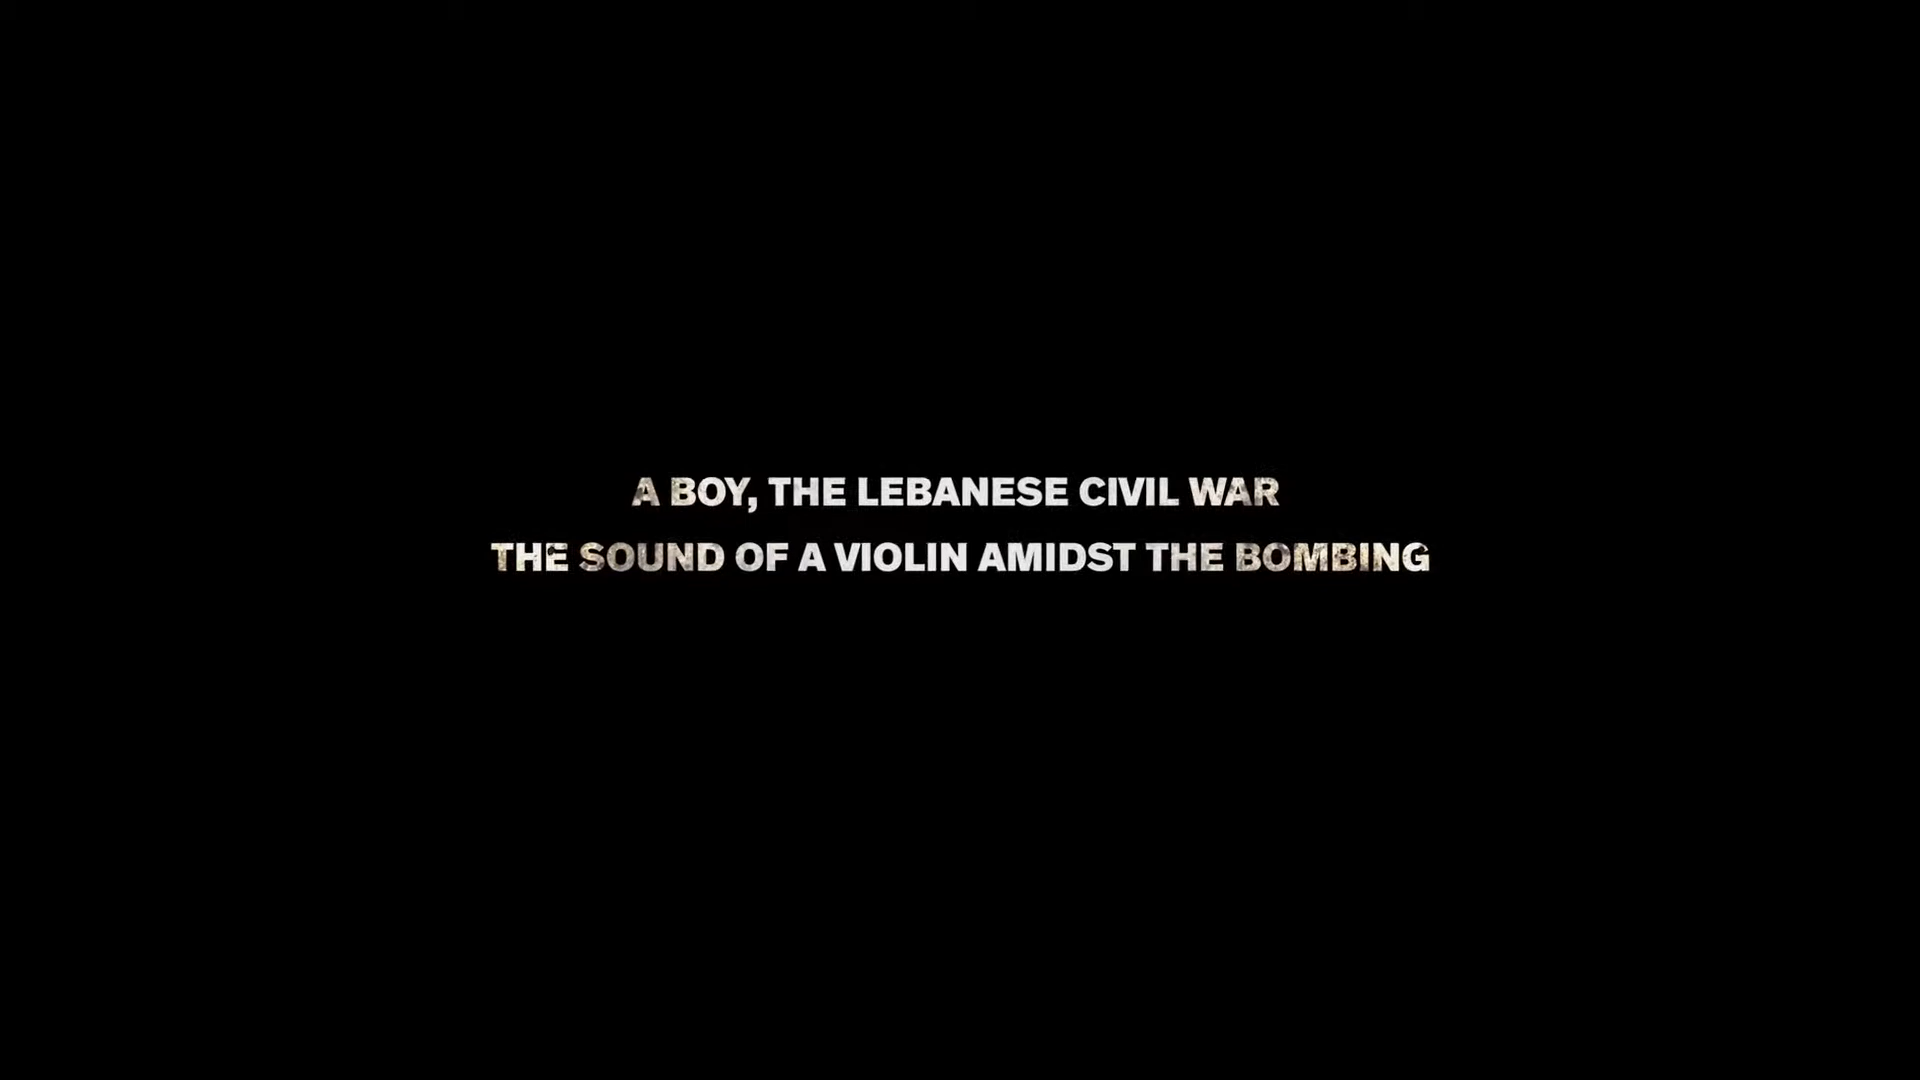 A BOY, THE LEBANESE CIVIL WAR
THE SOUND OF A VIOLIN AMIDST THE BOMBING